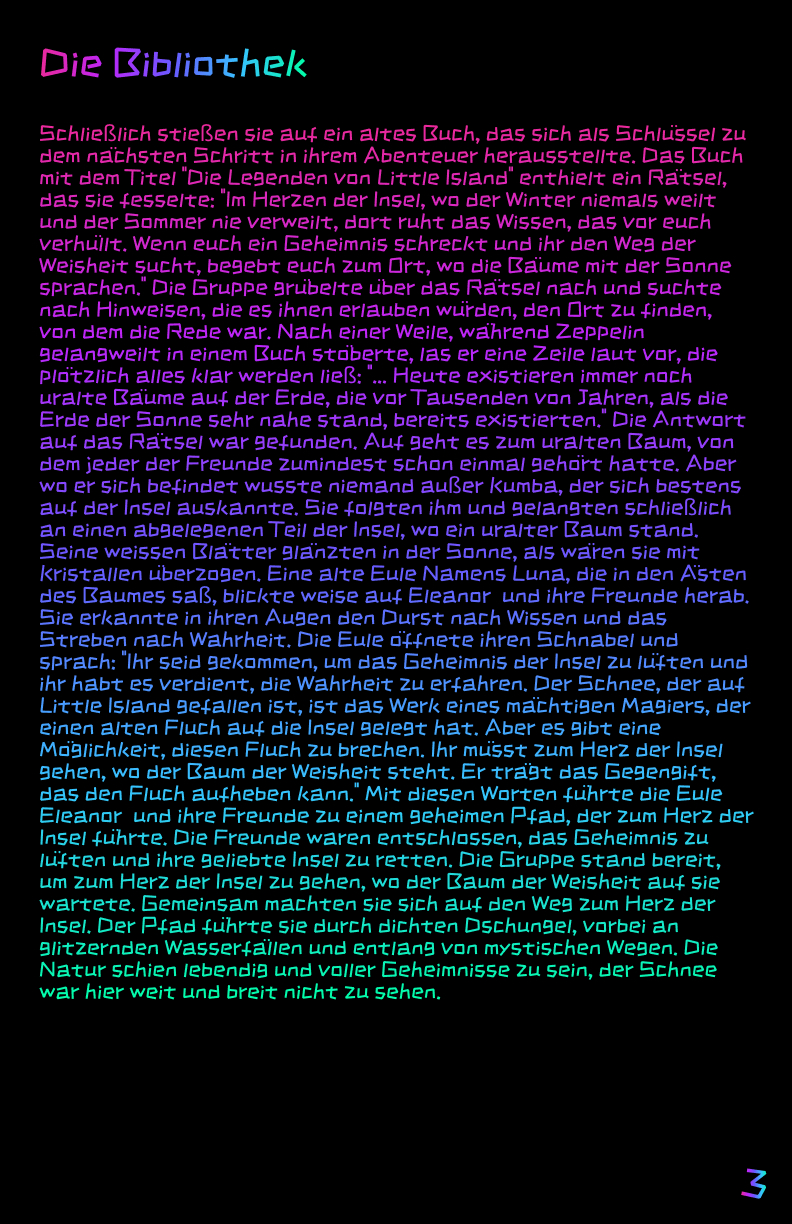 Die Bibliothek
Schließlich stießen sie auf ein altes Buch, das sich als Schlüssel zu
dem nächsten Schritt in ihrem Abenteuer herausstellte. Das Buch
mit dem Titel "Die Legenden von Little Island" enthielt ein Rätsel,
das sie fesselte: "Im Herzen der Insel, wo der Winter niemals weilt
und der Sommer nie verweilt, dort ruht das Wissen, das vor euch
verhüllt. Wenn euch ein Geheimnis schreckt und ihr den Weg der
Weisheit sucht, begebt euch zum Ort, wo die Bäume mit der Sonne
sprachen." Die Gruppe grübelte über das Rätsel nach und suchte
nach Hinweisen, die es ihnen erlauben würden, den Ort zu finden,
von dem die Rede war. Nach einer Weile, während Zeppelin
gelangweilt in einem Buch stöberte, las er eine Zeile laut vor, die
plötzlich alles klar werden ließ: "... Heute existieren immer noch
uralte Bäume auf der Erde, die vor Tausenden von Jahren, als die
Erde der Sonne sehr nahe stand, bereits existierten." Die Antwort
auf das Rätsel war gefunden. Auf geht es zum uralten Baum, von
dem jeder der Freunde zumindest schon einmal gehört hatte. Aber
wo er sich befindet wusste niemand außer Kumba, der sich bestens
auf der Insel auskannte. Sie folgten ihm und gelangten schließlich
an einen abgelegenen Teil der Insel, wo ein uralter Baum stand.
Seine weissen Blätter glänzten in der Sonne, als wären sie mit
Kristallen überzogen. Eine alte Eule Namens Luna, die in den Ästen
des Baumes saß, blickte weise auf Eleanor  und ihre Freunde herab.
Sie erkannte in ihren Augen den Durst nach Wissen und das
Streben nach Wahrheit. Die Eule öffnete ihren Schnabel und
sprach: "Ihr seid gekommen, um das Geheimnis der Insel zu lüften und
ihr habt es verdient, die Wahrheit zu erfahren. Der Schnee, der auf
Little Island gefallen ist, ist das Werk eines mächtigen Magiers, der
einen alten Fluch auf die Insel gelegt hat. Aber es gibt eine
Möglichkeit, diesen Fluch zu brechen. Ihr müsst zum Herz der Insel
gehen, wo der Baum der Weisheit steht. Er trägt das Gegengift,
das den Fluch aufheben kann." Mit diesen Worten führte die Eule
Eleanor  und ihre Freunde zu einem geheimen Pfad, der zum Herz der
Insel führte. Die Freunde waren entschlossen, das Geheimnis zu
lüften und ihre geliebte Insel zu retten. Die Gruppe stand bereit,
um zum Herz der Insel zu gehen, wo der Baum der Weisheit auf sie
wartete. Gemeinsam machten sie sich auf den Weg zum Herz der
Insel. Der Pfad führte sie durch dichten Dschungel, vorbei an
glitzernden Wasserfällen und entlang von mystischen Wegen. Die
Natur schien lebendig und voller Geheimnisse zu sein, der Schnee
war hier weit und breit nicht zu sehen.
3